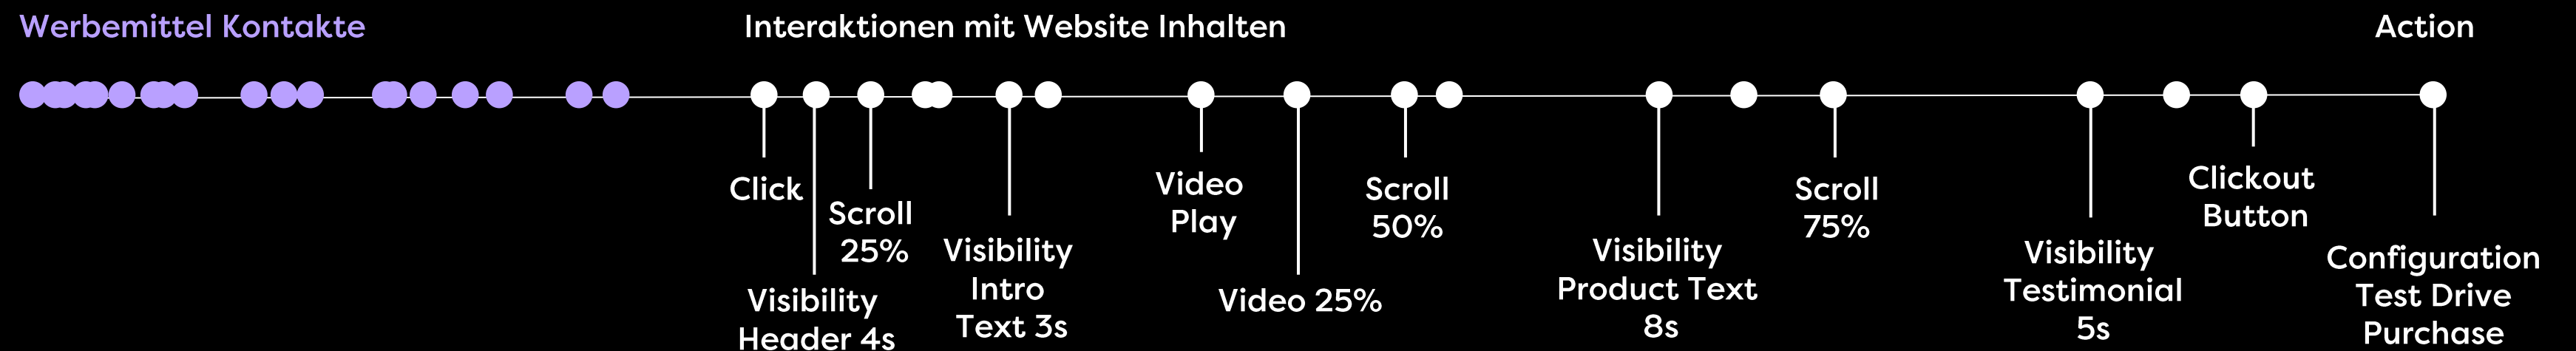 Werbemittel Kontakte
Interaktionen mit Website Inhalten
Action
Click
Visibility
Header 4s
Scroll
25%
Visibility
Intro
Text 3s
Video
Play
Video 25%
Scroll
50%
Visibility
Product Text
8s
Scroll
75%
Visibility
Testimonial
5s
Clickout
Button
Configuration
Test Drive
Purchase